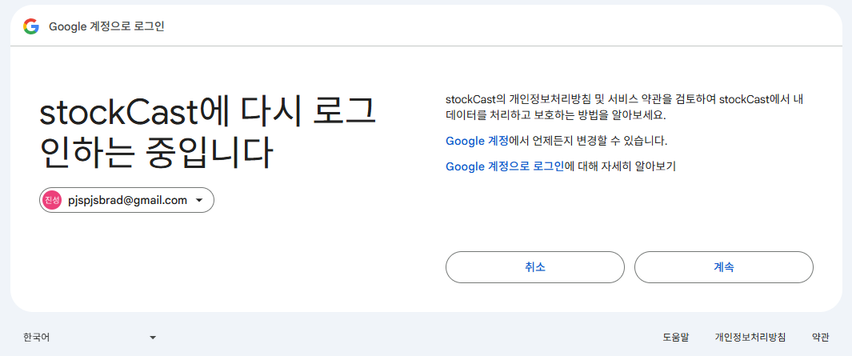 Google 계정으로 로그인
stockCast에 다시 로그
인하는 중입니다
진성
pjspjsbrad@gmail.com
stockCast의 개인정보처리방침 및 서비스 약관을 검토하여 stockCast에서 내
데이터를 처리하고 보호하는 방법을 알아보세요.
Google 계정에서 언제든지 변경할 수 있습니다.
Google 계정으로 로그인에 대해 자세히 알아보기
취소
계속
한국어
도움말
개인정보처리방침
약관